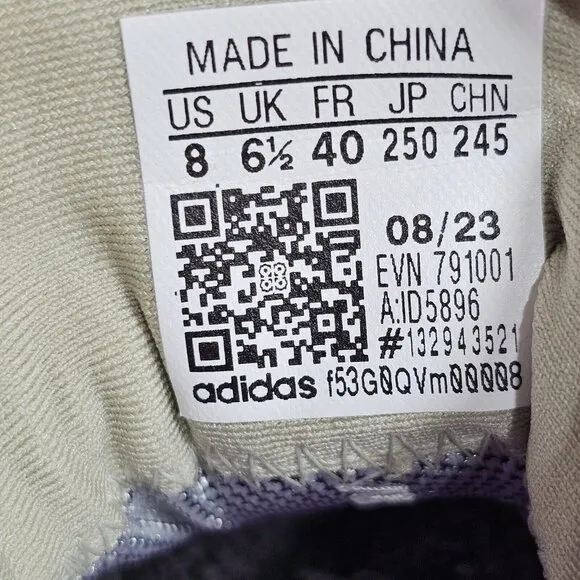 MADE IN CHINA
US UK FR JP CHN
8 6½ 40 250 245
08/23
EVN 791001
A:ID5896
#132943521
adidas f53G0QVm00008